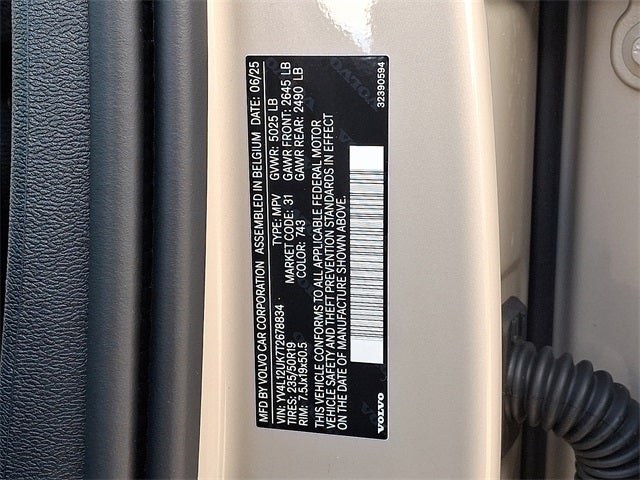 MFD BY VOLVO CAR CORPORATION ASSEMBLED IN BELGIUM DATE: 06/25
VIN: YV4L12UK7T2678834 TYPE: MPV GVWR: 5025 LB
TIRES: 235/50R19 MARKET CODE: 31 GAWR FRONT: 2645 LB
RIM: 7.5Jx19x50.5 COLOR: 743 GAWR REAR: 2490 LB
THIS VEHICLE CONFORMS TO ALL APPLICABLE FEDERAL MOTOR
VEHICLE SAFETY AND THEFT PREVENTION STANDARDS IN EFFECT
ON THE DATE OF MANUFACTURE SHOWN ABOVE.
VOLVO 32390594